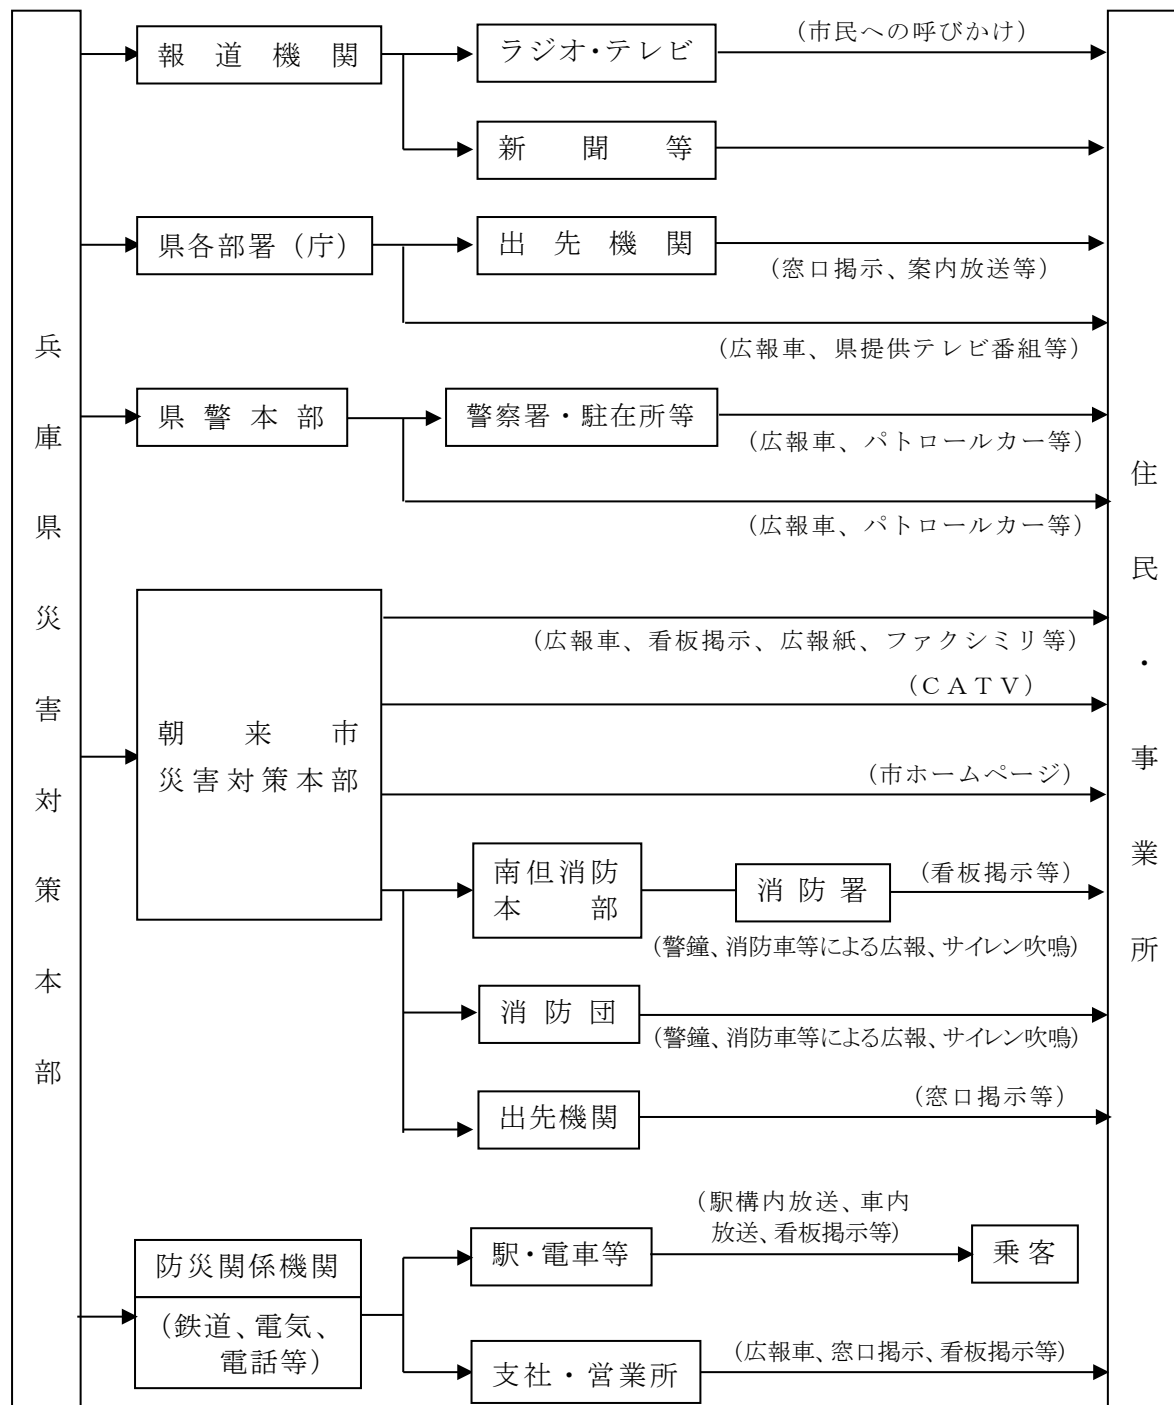 兵庫県災害対策本部
報道機関
ラジオ・テレビ
（市民への呼びかけ）
新聞等
県各部署（庁）
出先機関
（窓口掲示、案内放送等）
（広報車、県提供テレビ番組等）
県警本部
警察署・駐在所等
（広報車、パトロールカー等）
（広報車、パトロールカー等）
朝来市
災害対策本部
（広報車、看板掲示、広報紙、ファクシミリ等）
（ＣＡＴＶ）
（市ホームページ）
南但消防
本部
消防署
（看板掲示等）
（警鐘、消防車等による広報、サイレン吹鳴）
消防団
（警鐘、消防車等による広報、サイレン吹鳴）
出先機関
（窓口掲示等）
防災関係機関
（鉄道、電気、
電話等）
駅・電車等
（駅構内放送、車内
放送、看板掲示等）
乗客
支社・営業所
（広報車、窓口掲示、看板掲示等）
住民・事業所